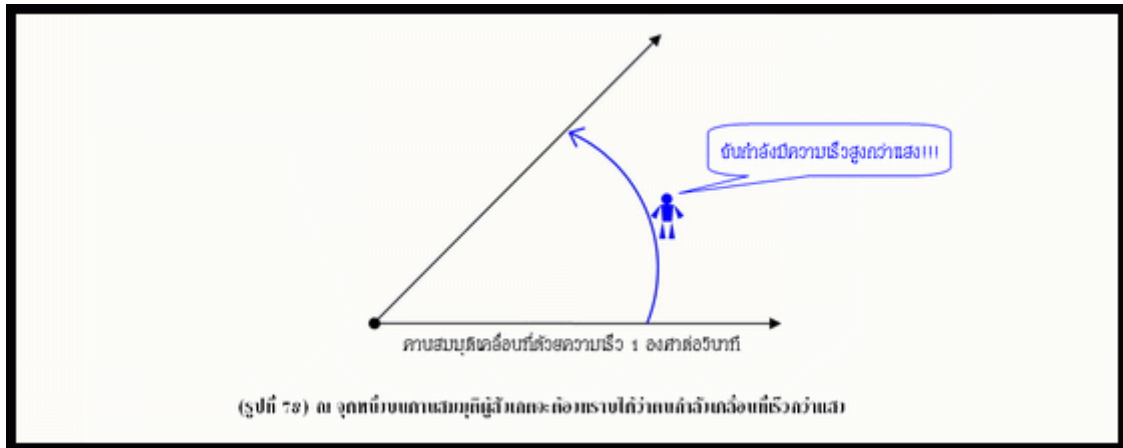 ฉันกำลังมีความเร็วสูงกว่าแสง!!!
คานสมมุติเคลื่อนที่ด้วยความเร็ว 1 องศาต่อวินาที
(รูปที่ 78) ณ จุดหนึ่งบนคานสมมุติผู้สังเกตจะต้องทราบได้ว่าตนกำลังเคลื่อนที่เร็วกว่าแสง